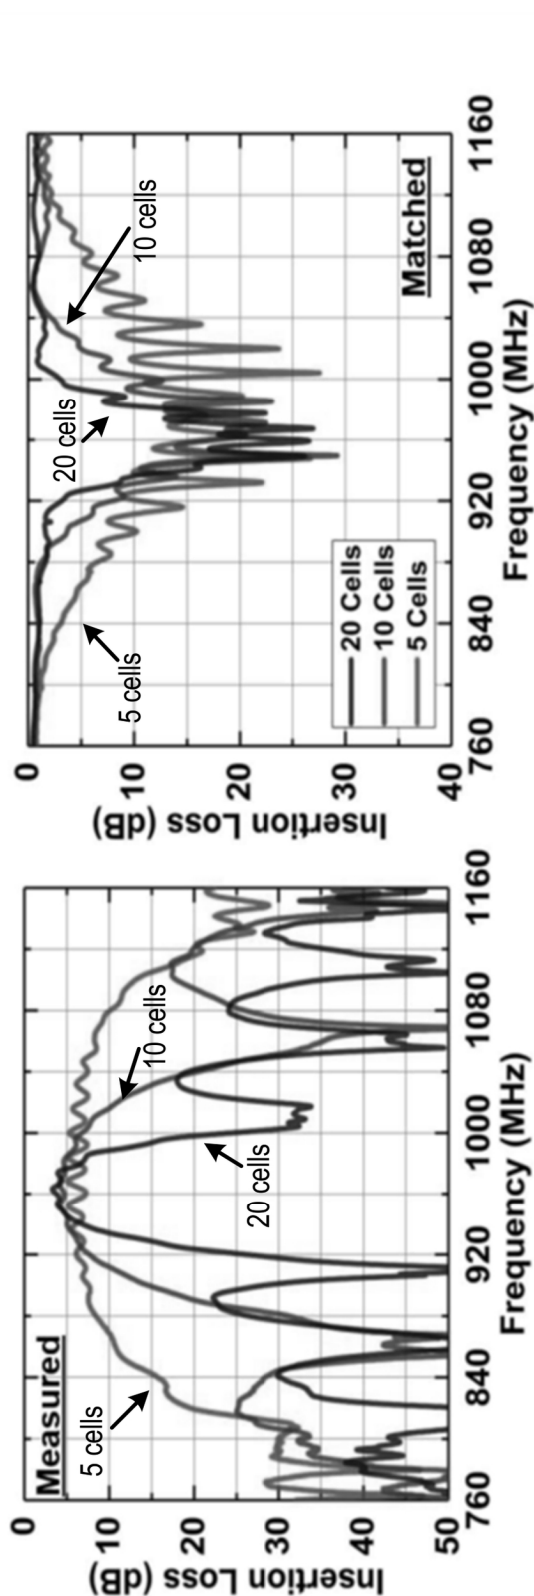 Insertion Loss (dB)
0
10
20
30
40
50
Measured
5 cells
10 cells
20 cells
760
840
920
1000
1080
1160
Frequency (MHz)
Insertion Loss (dB)
0
10
20
30
40
5 cells
20 cells
10 cells
20 Cells
10 Cells
5 Cells
Matched
760
840
920
1000
1080
1160
Frequency (MHz)